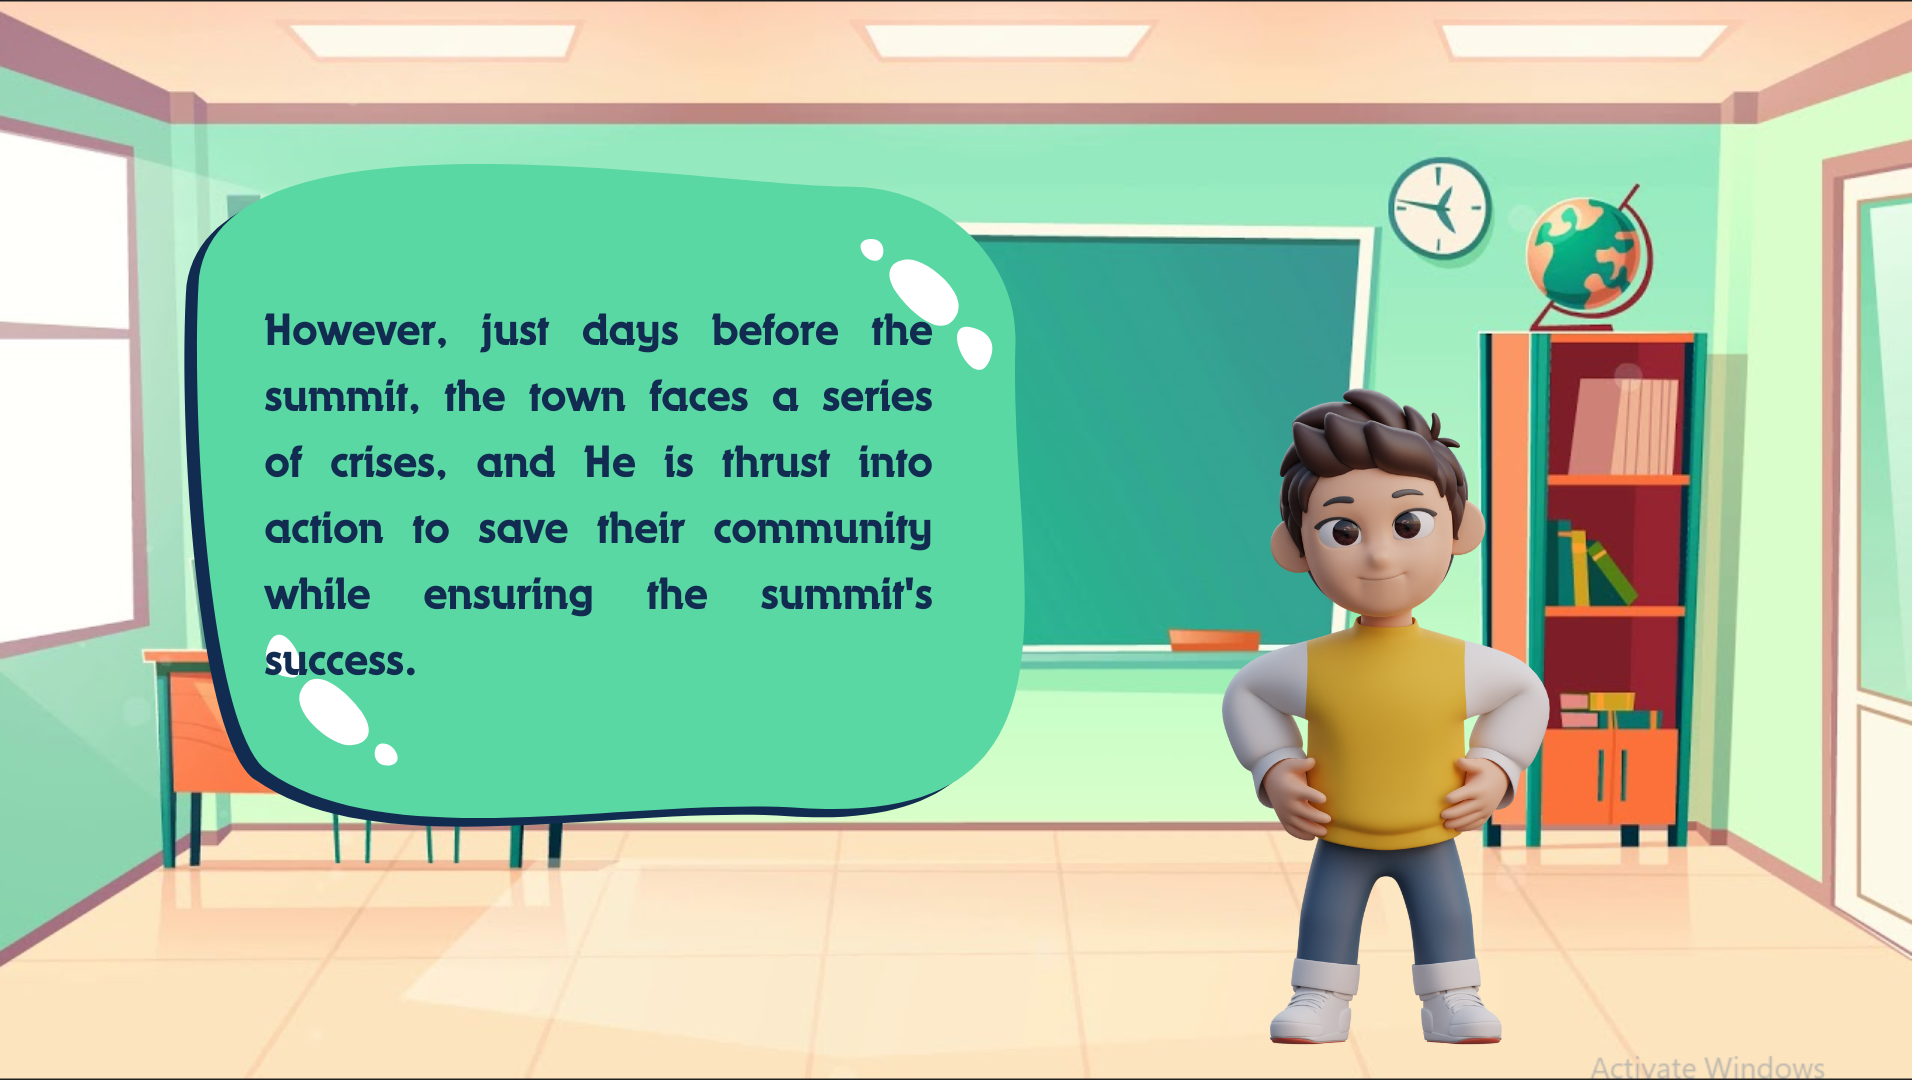 However, just days before the
summit, the town faces a series
of crises, and He is thrust into
action to save their community
while ensuring the summit's
success.
Activate Windows